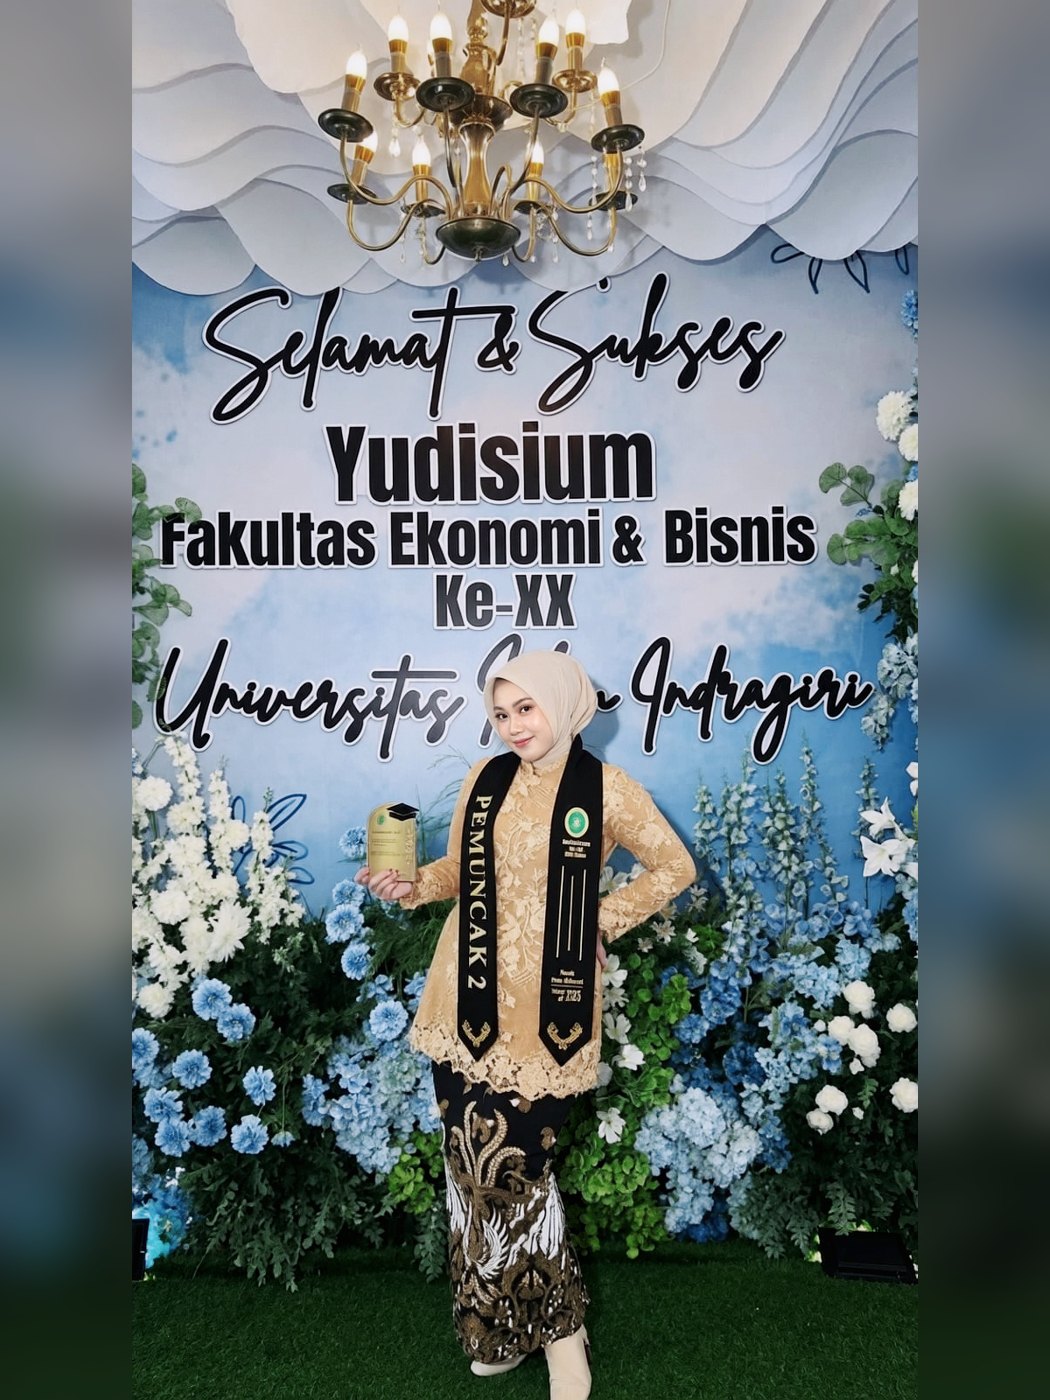 Selamat & Sukses
Yudisium
Fakultas Ekonomi & Bisnis
Ke-XX
Universitas Indragiri
PEMUNCAK 2